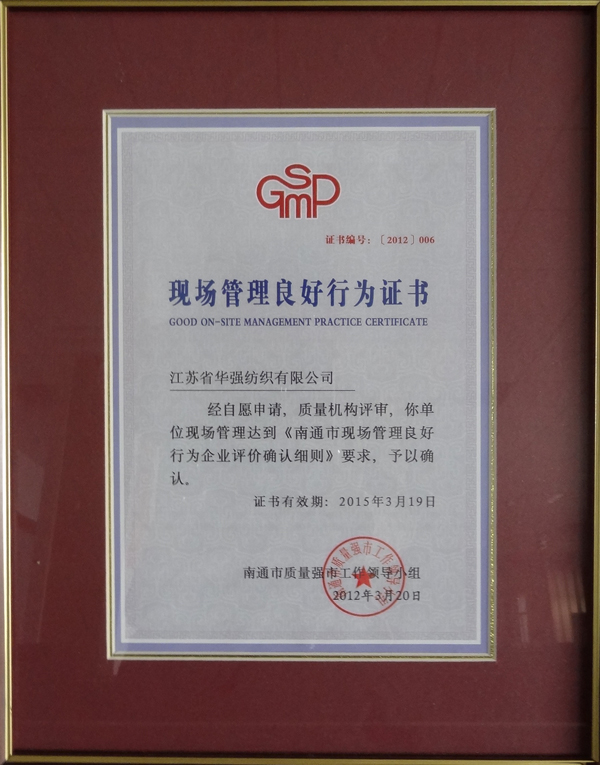 GSMP
证书编号：〔2012〕006
现场管理良好行为证书
GOOD ON-SITE MANAGEMENT PRACTICE CERTIFICATE
江苏省华强纺织有限公司
经自愿申请，质量机构评审，你单
位现场管理达到《南通市现场管理良好
行为企业评价确认细则》要求，予以确
认。
证书有效期：2015年3月19日
南通市质量强市工作领导小组
2012年3月20日